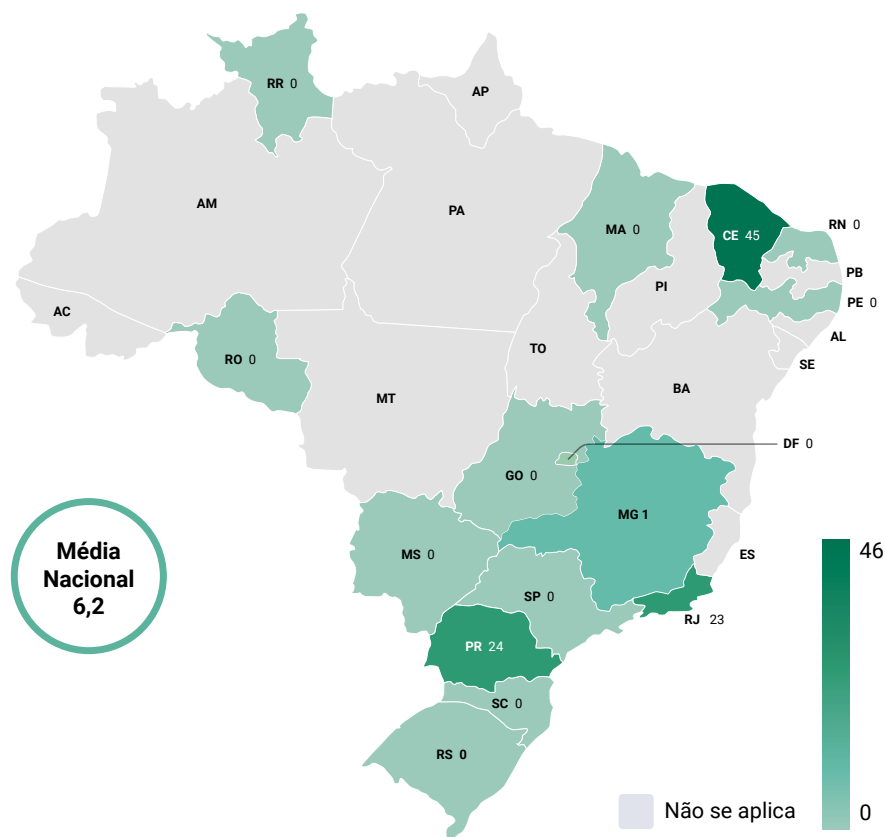 RR 0
AP
AM
PA
MA 0
CE 45
RN 0
PB
PI
PE 0
AC
AL
RO 0
TO
SE
MT
BA
DF 0
GO 0
MG 1
Média
Nacional
6,2
MS 0
ES
46
SP 0
RJ 23
PR 24
SC 0
RS 0
Não se aplica
0